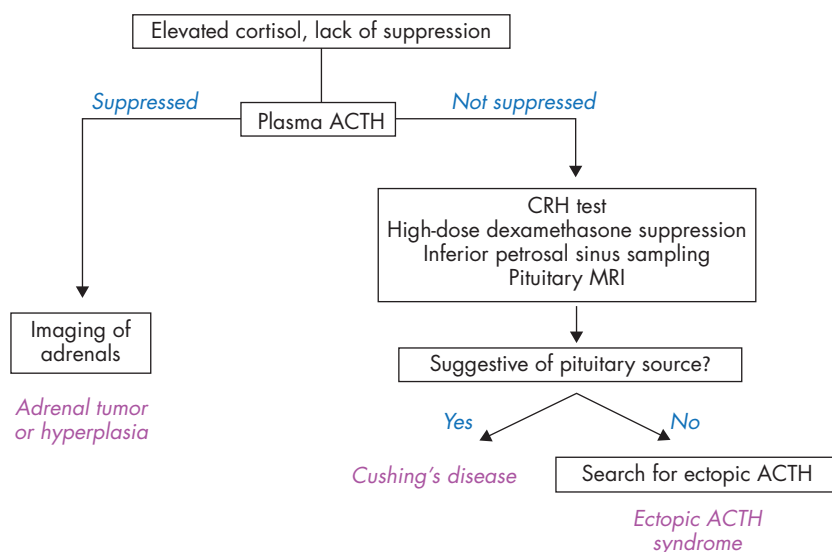 Elevated cortisol, lack of suppression
Suppressed
Not suppressed
Plasma ACTH
CRH test
High-dose dexamethasone suppression
Inferior petrosal sinus sampling
Pituitary MRI
Imaging of
adrenals
Suggestive of pituitary source?
Adrenal tumor
or hyperplasia
Yes
No
Cushing's disease
Search for ectopic ACTH
Ectopic ACTH
syndrome